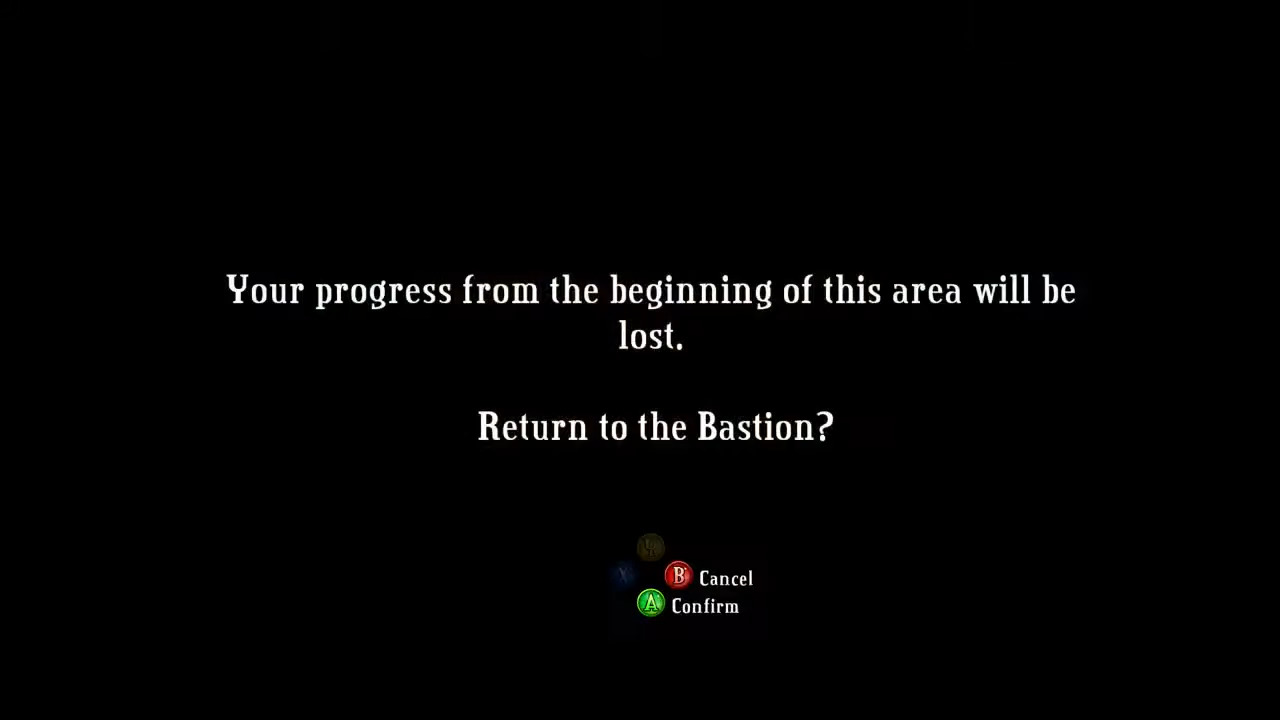 Your progress from the beginning of this area will be
lost.
Return to the Bastion?
Y
X
B Cancel
A Confirm